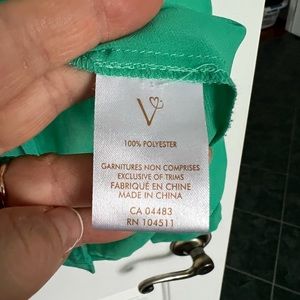 V
100% POLYESTER
GARNITURES NON COMPRISES
EXCLUSIVE OF TRIMS
FABRIQUÉ EN CHINE
MADE IN CHINA
CA 04483
RN 104511